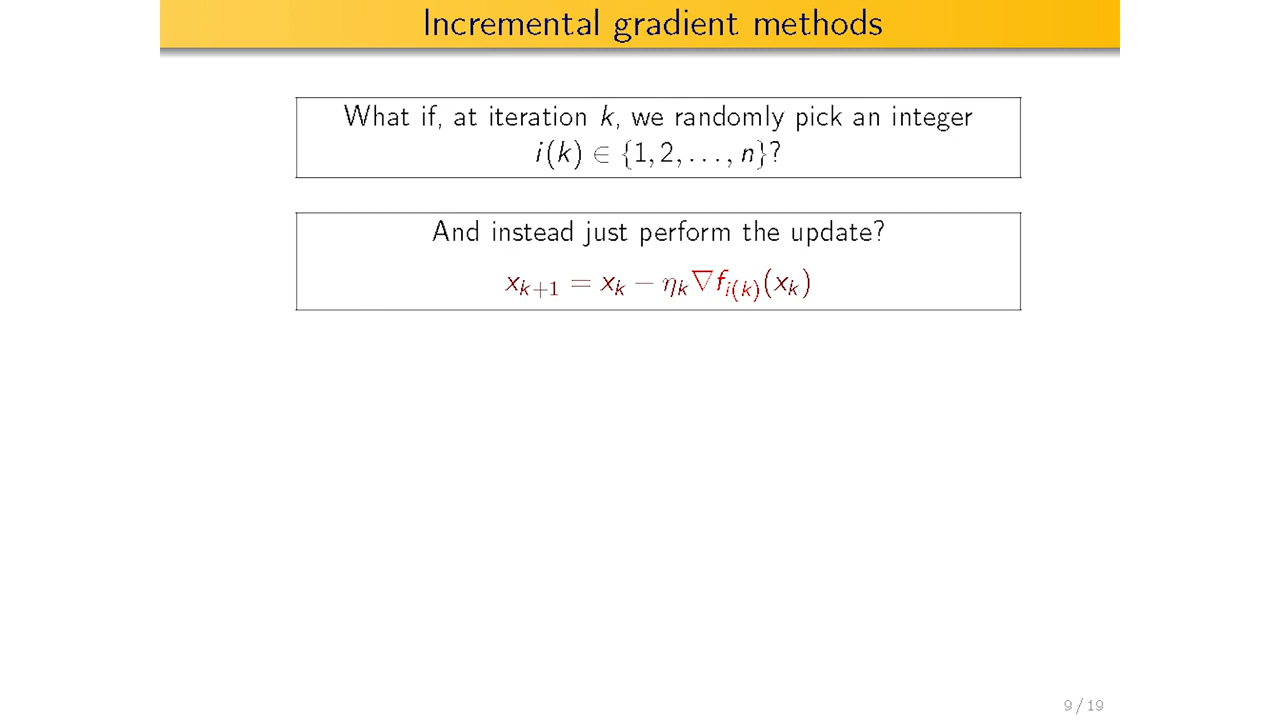 Incremental gradient methods
What if, at iteration k, we randomly pick an integer
i(k) ∈ {1, 2, . . . , n}?
And instead just perform the update?
x_{k+1} = x_k − η_k∇f_{i(k)}(x_k)
9 / 19